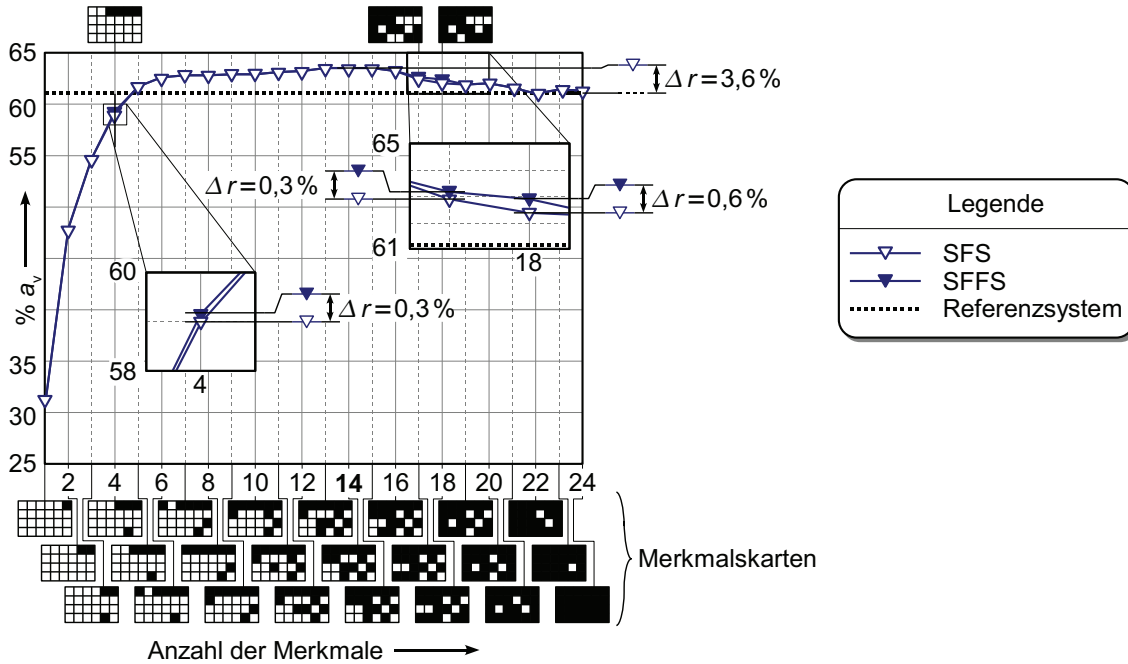 65
60
55
35
30
25
% aᵥ
Δr=3,6%
65
61
18
Δr=0,3%
Δr=0,6%
60
58
4
Δr=0,3%
2 4 6 8 10 12 14 16 18 20 22 24
Merkmalskarten
Anzahl der Merkmale
Legende
SFS
SFFS
Referenzsystem